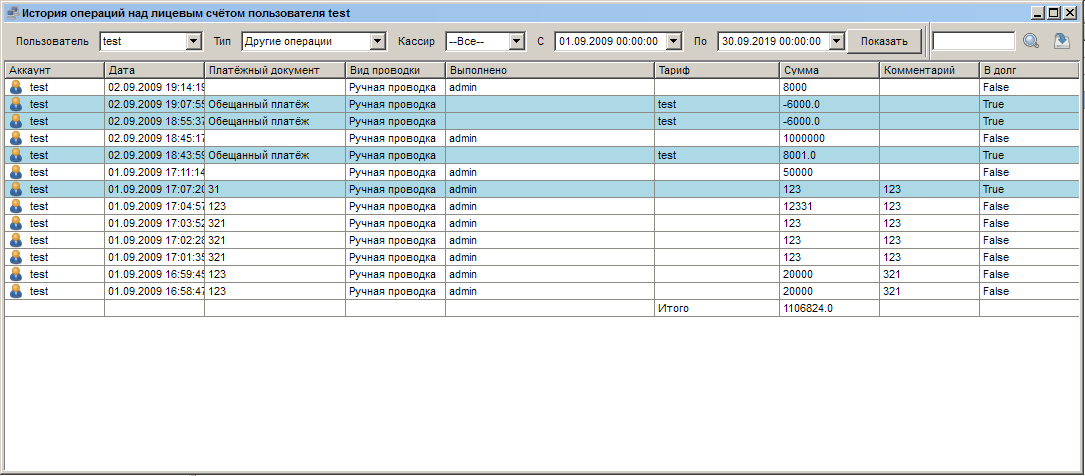 История операций над лицевым счётом пользователя test
Пользователь test Тип Другие операции Кассир --Все-- С 01.09.2009 00:00:00 По 30.09.2019 00:00:00 Показать
Аккаунт Дата Платёжный документ Вид проводки Выполнено Тариф Сумма Комментарий В долг
test 02.09.2009 19:14:19 Ручная проводка admin 8000 False
test 02.09.2009 19:07:55 Обещанный платёж Ручная проводка test -6000.0 True
test 02.09.2009 18:55:37 Обещанный платёж Ручная проводка test -6000.0 True
test 02.09.2009 18:45:17 Ручная проводка admin 1000000 False
test 02.09.2009 18:43:59 Обещанный платёж Ручная проводка test 8001.0 True
test 01.09.2009 17:11:14 Ручная проводка admin 50000 False
test 01.09.2009 17:07:20 31 Ручная проводка admin 123 123 True
test 01.09.2009 17:04:57 123 Ручная проводка admin 12331 123 False
test 01.09.2009 17:03:52 321 Ручная проводка admin 123 123 False
test 01.09.2009 17:02:28 321 Ручная проводка admin 123 123 False
test 01.09.2009 17:01:35 321 Ручная проводка admin 123 123 False
test 01.09.2009 16:59:45 123 Ручная проводка admin 20000 321 False
test 01.09.2009 16:58:47 123 Ручная проводка admin 20000 321 False
Итого 1106824.0